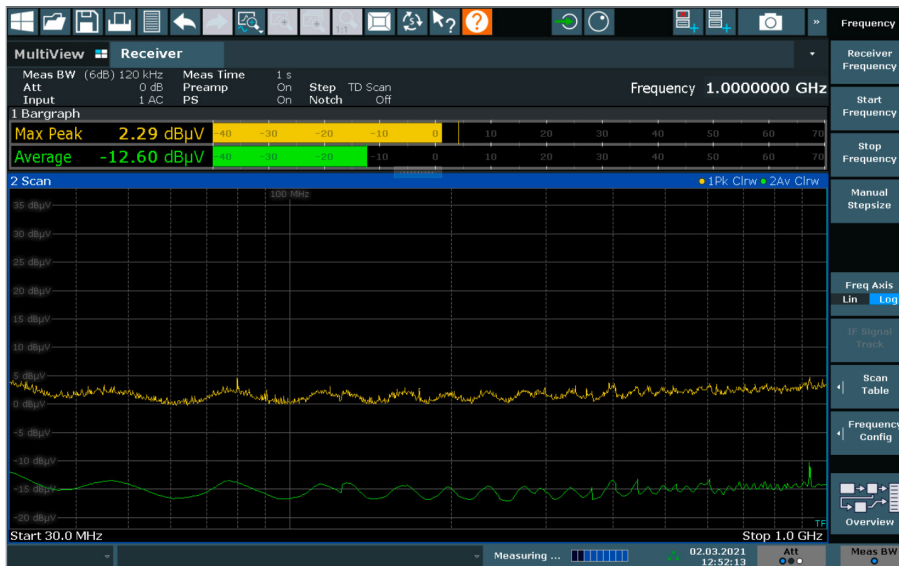 1:1
Frequency
MultiView Receiver
Receiver Frequency
Meas BW (6dB) 120 kHz Meas Time 1 s
Att 0 dB Preamp On Step TD Scan
Input 1 AC PS On Notch Off
Frequency 1.0000000 GHz
Start Frequency
1 Bargraph
Max Peak 2.29 dBµV -40 -30 -20 -10 0 10 20 30 40 50 60 70
Average -12.60 dBµV -40 -30 -20 -10 0 10 20 30 40 50 60 70
Stop Frequency
2 Scan 1Pk Clrw 2Av Clrw
Manual Stepsize
100 MHz
35 dBµV
30 dBµV
25 dBµV
20 dBµV
15 dBµV
10 dBµV
5 dBµV
0 dBµV
-5 dBµV
-10 dBµV
-15 dBµV
-20 dBµV
TF
Freq Axis
Lin Log
IF Signal Track
Scan Table
Frequency Config
Overview
Start 30.0 MHz Stop 1.0 GHz
Measuring ... 02.03.2021 12:52:13 Att Meas BW